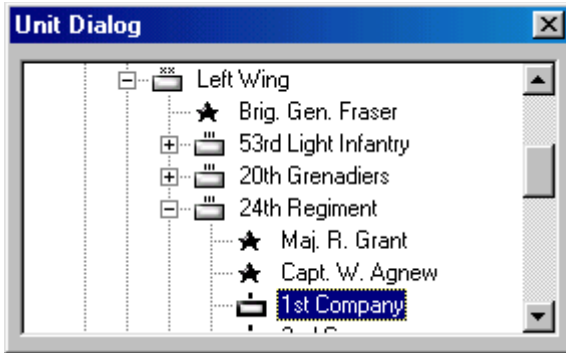 Unit Dialog
Left Wing
Brig. Gen. Fraser
53rd Light Infantry
20th Grenadiers
24th Regiment
Maj. R. Grant
Capt. W. Agnew
1st Company